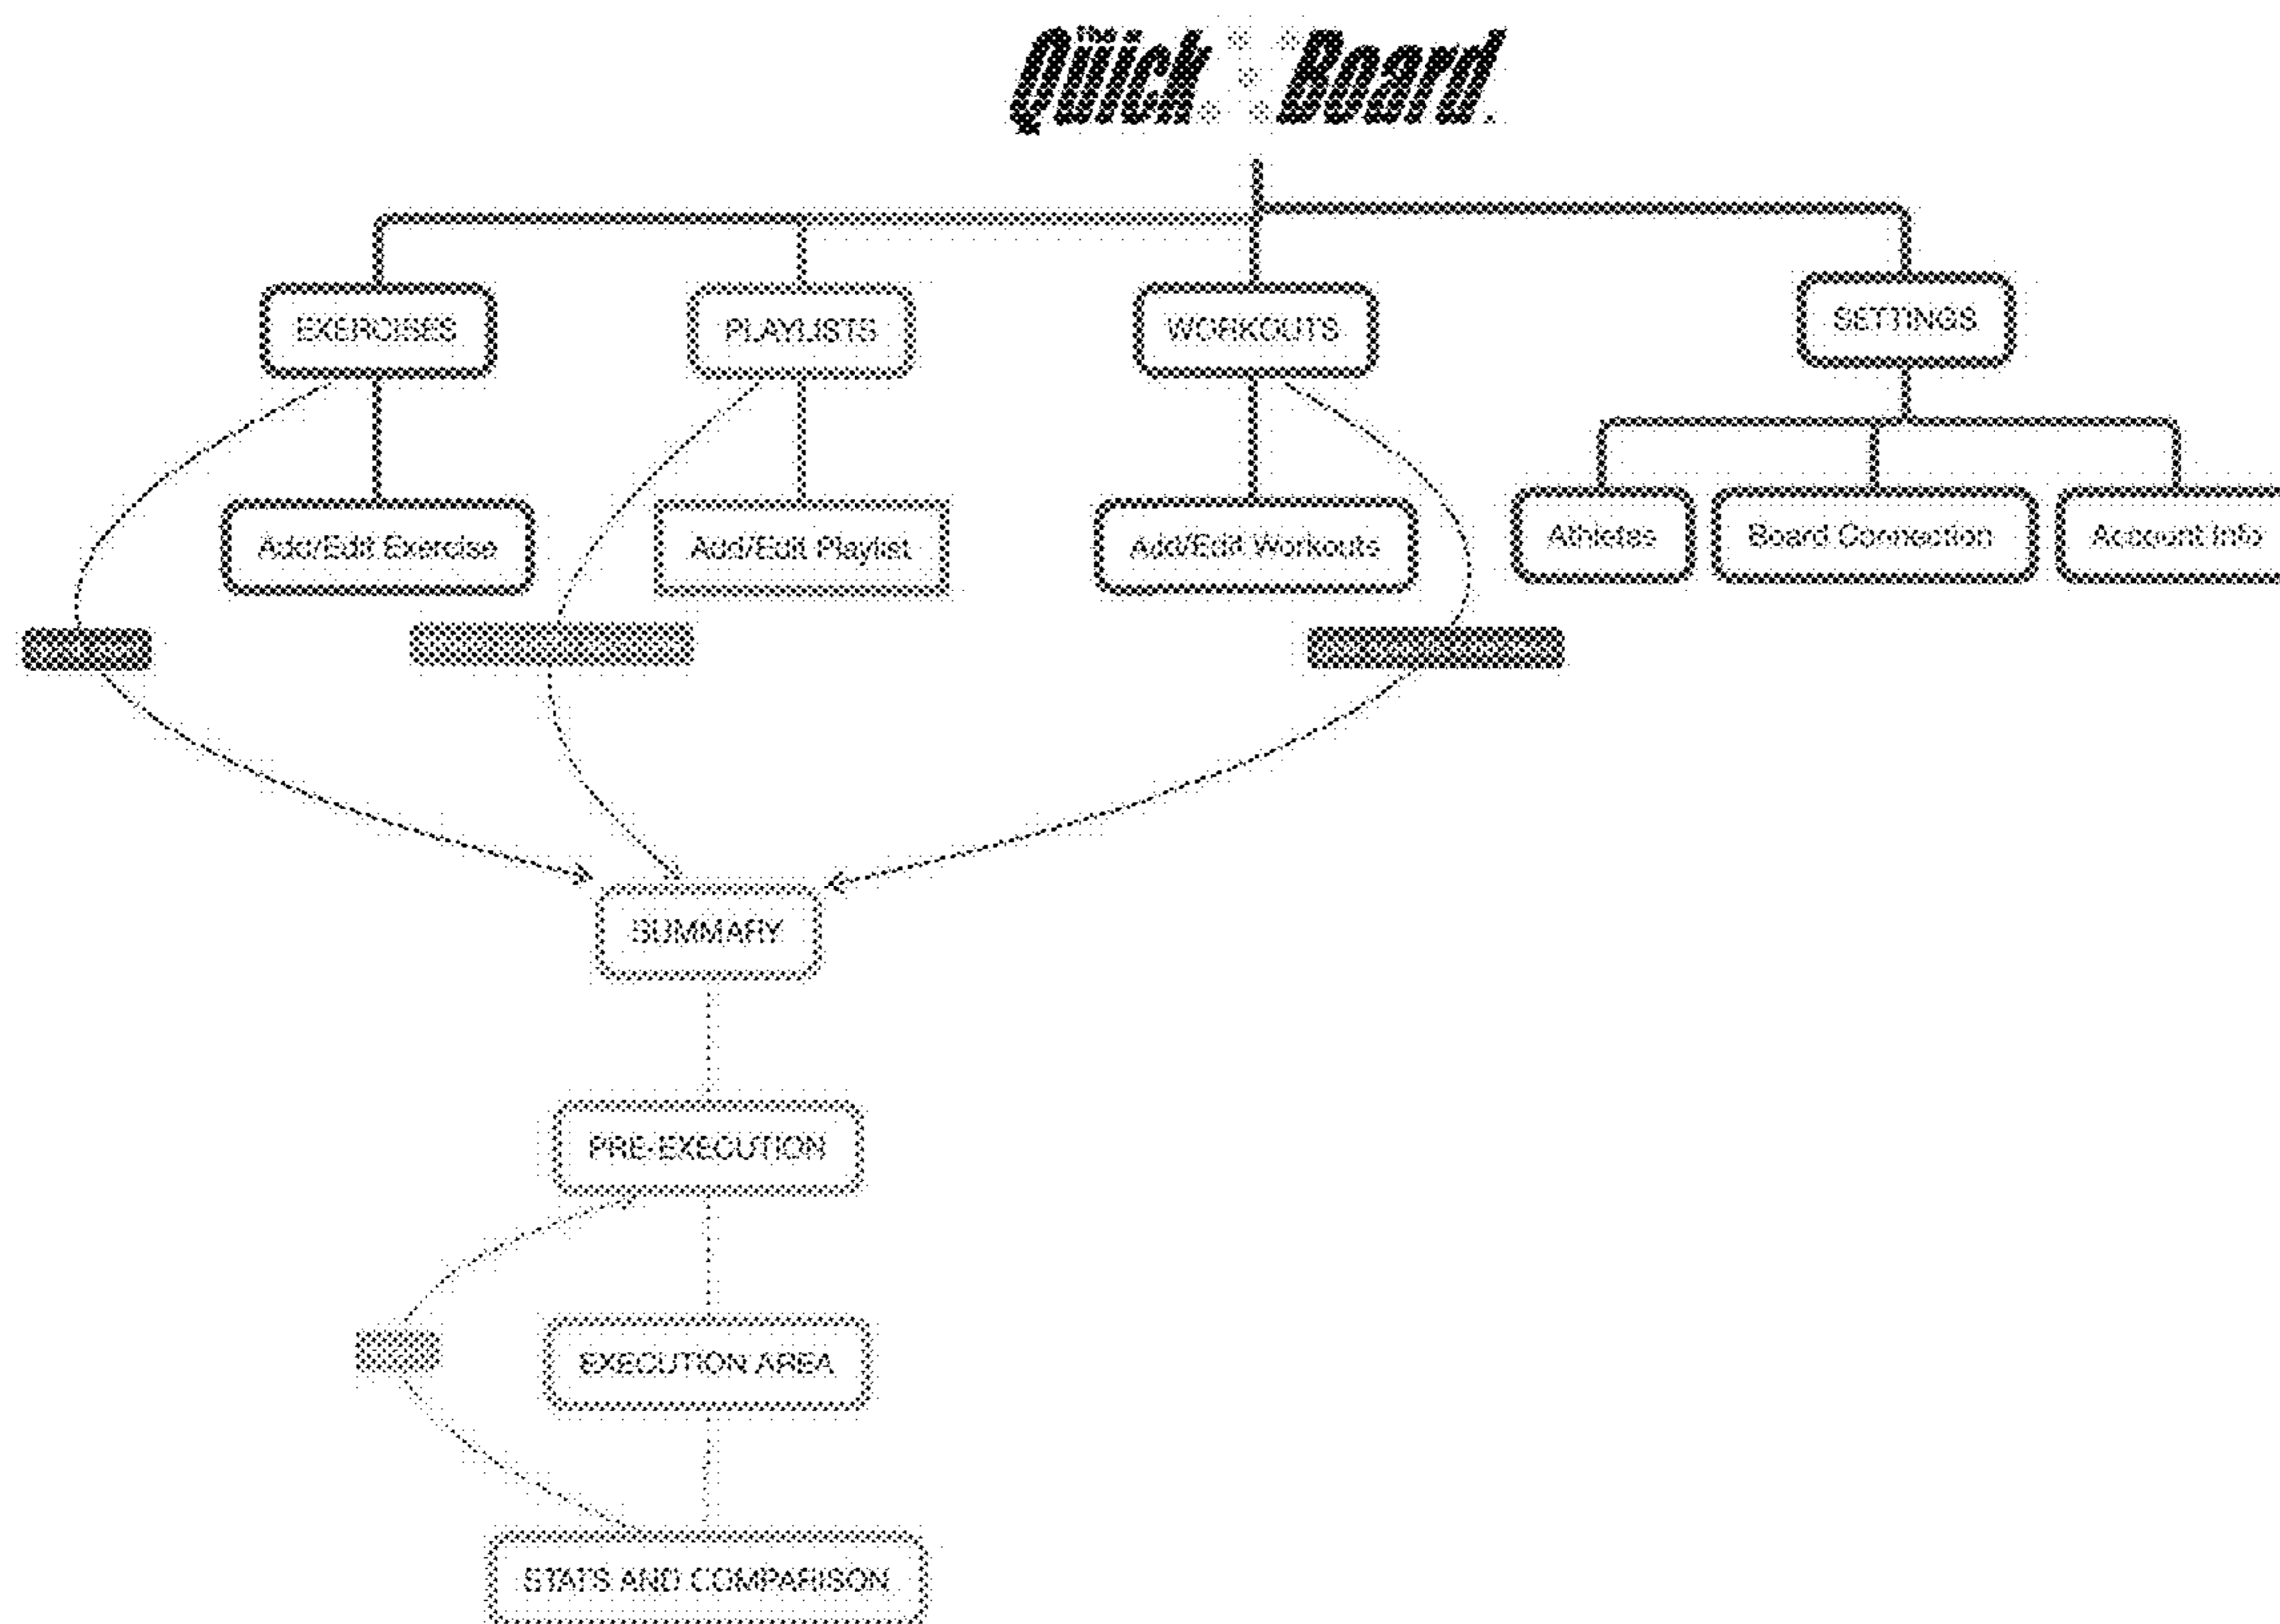 Quick Board
EXERCISES
PLAYLISTS
WORKOUTS
SETTINGS
Add/Edit Exercise
Add/Edit Playlist
Add/Edit Workouts
Athletes
Board Connection
Account Info
SUMMARY
PRE-EXECUTION
EXECUTION AREA
STATS AND COMPARISON